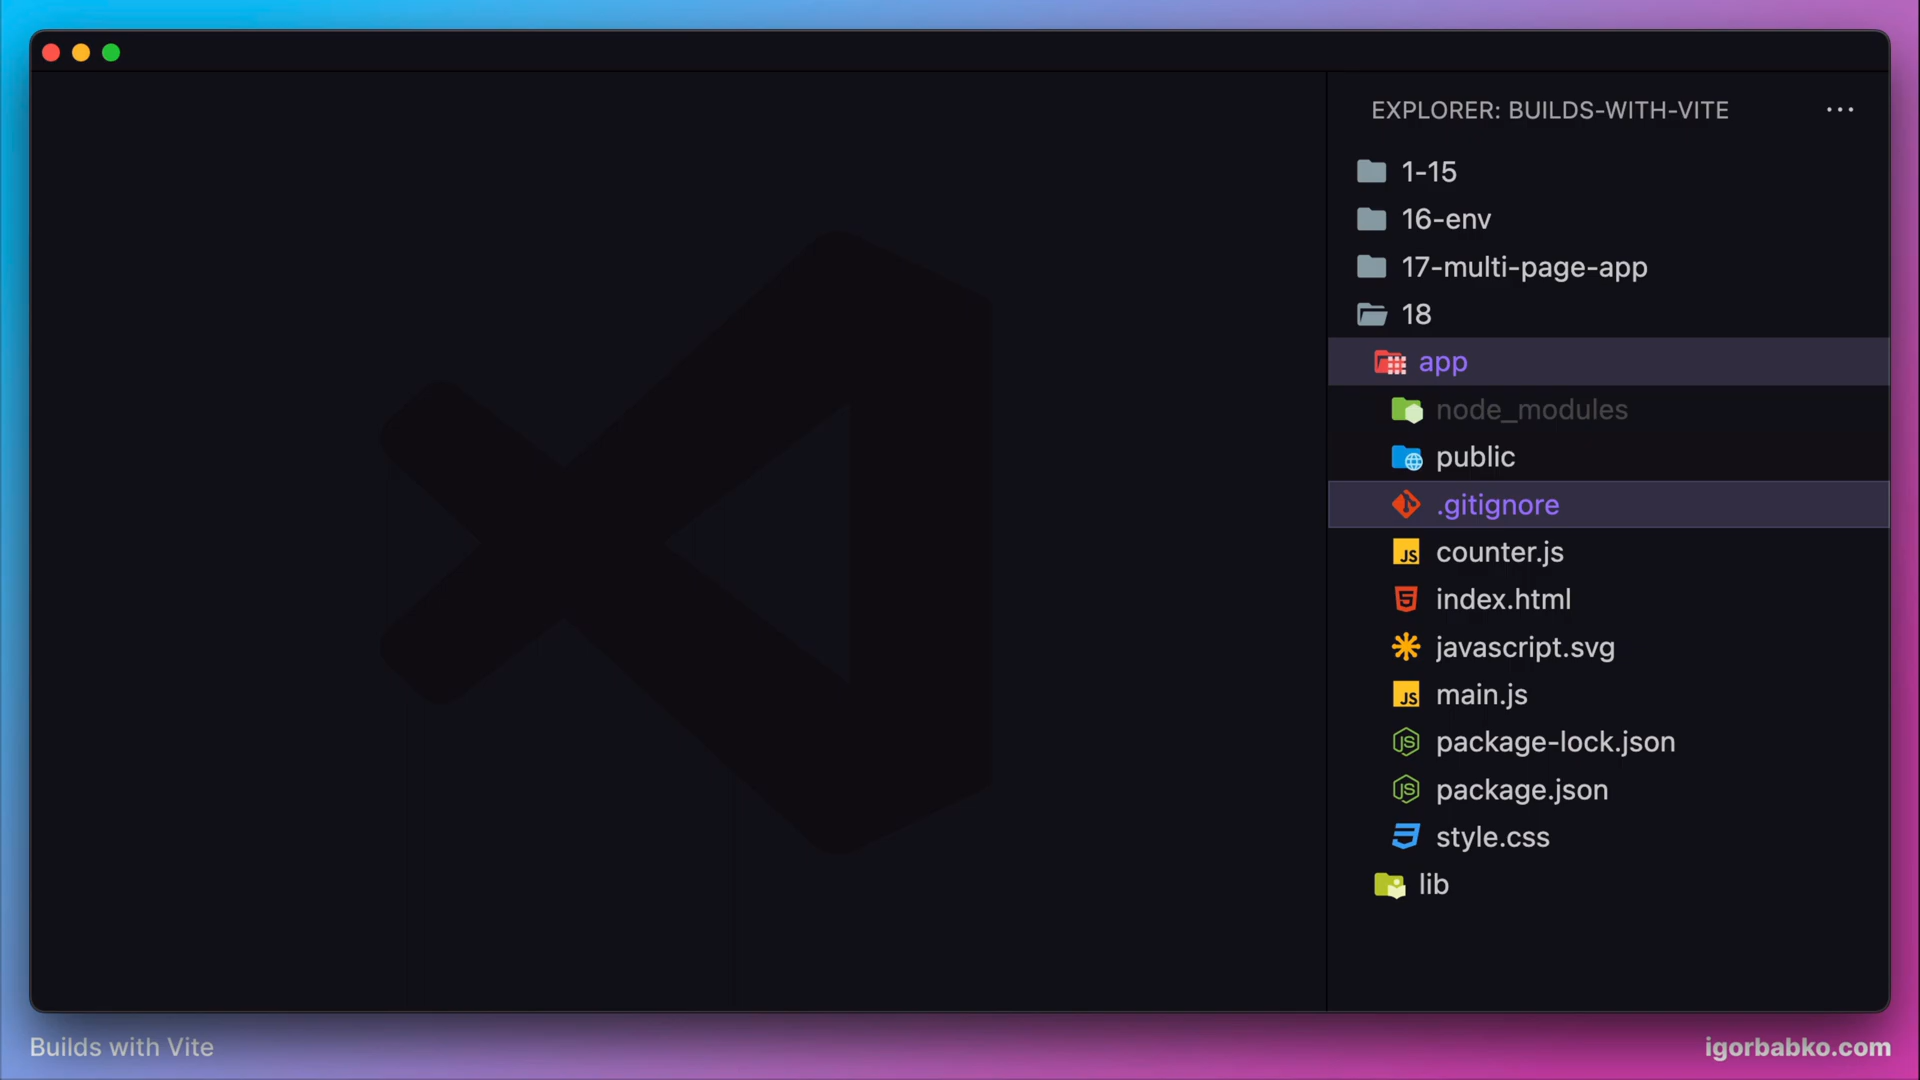 EXPLORER: BUILDS-WITH-VITE
1-15
16-env
17-multi-page-app
18
app
node_modules
public
.gitignore
counter.js
index.html
javascript.svg
main.js
package-lock.json
package.json
style.css
lib
Builds with Vite
igorbabko.com